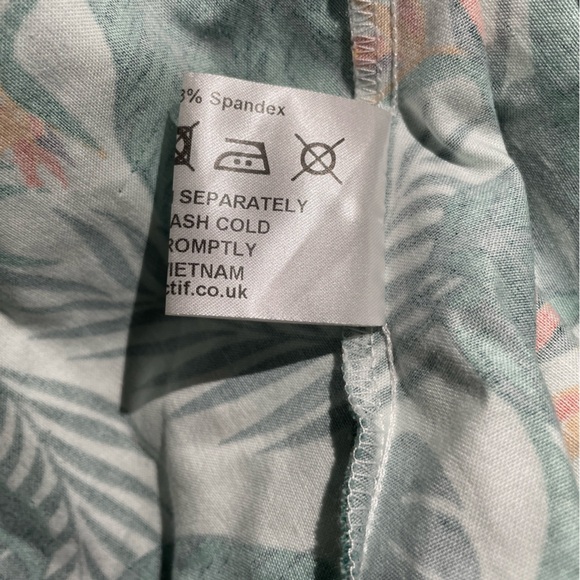 3% Spandex
SEPARATELY
ASH COLD
ROMPTLY
IETNAM
ctif.co.uk